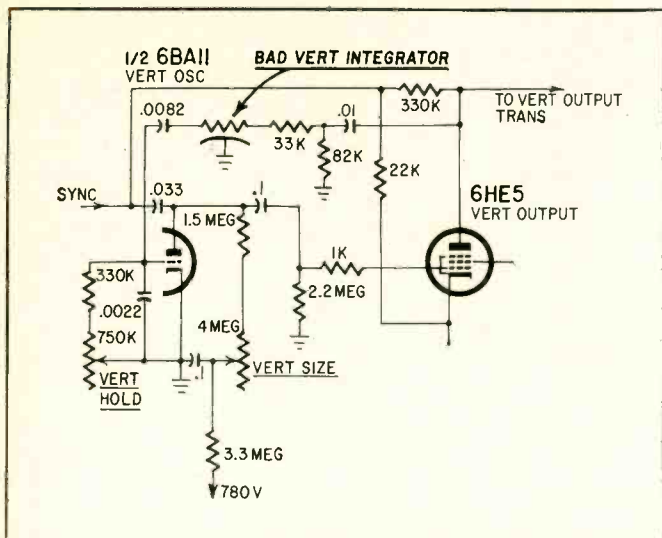 1/2 6BA11
VERT OSC
BAD VERT INTEGRATOR
330K
TO VERT OUTPUT
TRANS
.0082
33K
.01
82K
22K
SYNC
.033
.1
1.5 MEG
6HE5
VERT OUTPUT
1K
330K
.0022
2.2 MEG
750K
4 MEG
VERT
HOLD
.1
VERT SIZE
3.3 MEG
780V